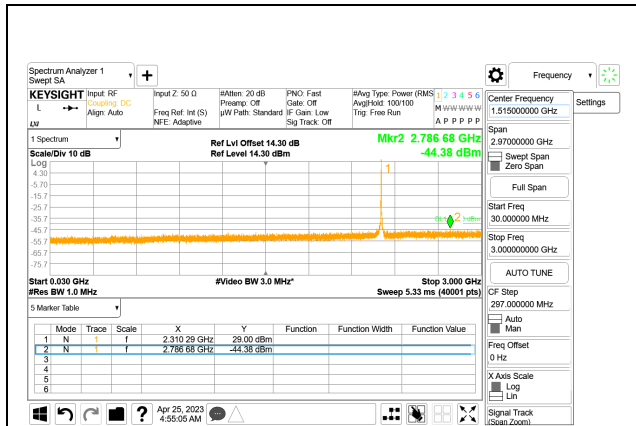 Spectrum Analyzer 1
Swept SA
KEYSIGHT
Input: RF
Coupling: DC
Align: Auto
Input Z: 50 Ω
Freq Ref: Int (S)
NFE: Adaptive
#Atten: 20 dB
Preamp: Off
µW Path: Standard
PNO: Fast
Gate: Off
IF Gain: Low
Sig Track: Off
#Avg Type: Power (RMS
Avg|Hold: 100/100
Trig: Free Run
1 2 3 4 5 6
M W W W W W
A P P P P P
L
LXI
1 Spectrum
Scale/Div 10 dB
Ref Lvl Offset 14.30 dB
Ref Level 14.30 dBm
Mkr2 2.786 68 GHz
-44.38 dBm
Log
4.30
-5.70
-15.7
-25.7
-35.7
-45.7
-55.7
-65.7
-75.7
1
2
Start 0.030 GHz
#Res BW 1.0 MHz
#Video BW 3.0 MHz*
Stop 3.000 GHz
Sweep 5.33 ms (40001 pts)
5 Marker Table
Mode Trace Scale X Y Function Function Width Function Value
1 N 1 f 2.310 29 GHz 29.00 dBm
2 N 1 f 2.786 68 GHz -44.38 dBm
3
4
5
6
?
Apr 25, 2023
4:55:05 AM
Frequency
Settings
Center Frequency
1.515000000 GHz
Span
2.97000000 GHz
Swept Span
Zero Span
Full Span
Start Freq
30.000000 MHz
Stop Freq
3.000000000 GHz
AUTO TUNE
CF Step
297.000000 MHz
Auto
Man
Freq Offset
0 Hz
X Axis Scale
Log
Lin
Signal Track
(Span Zoom)